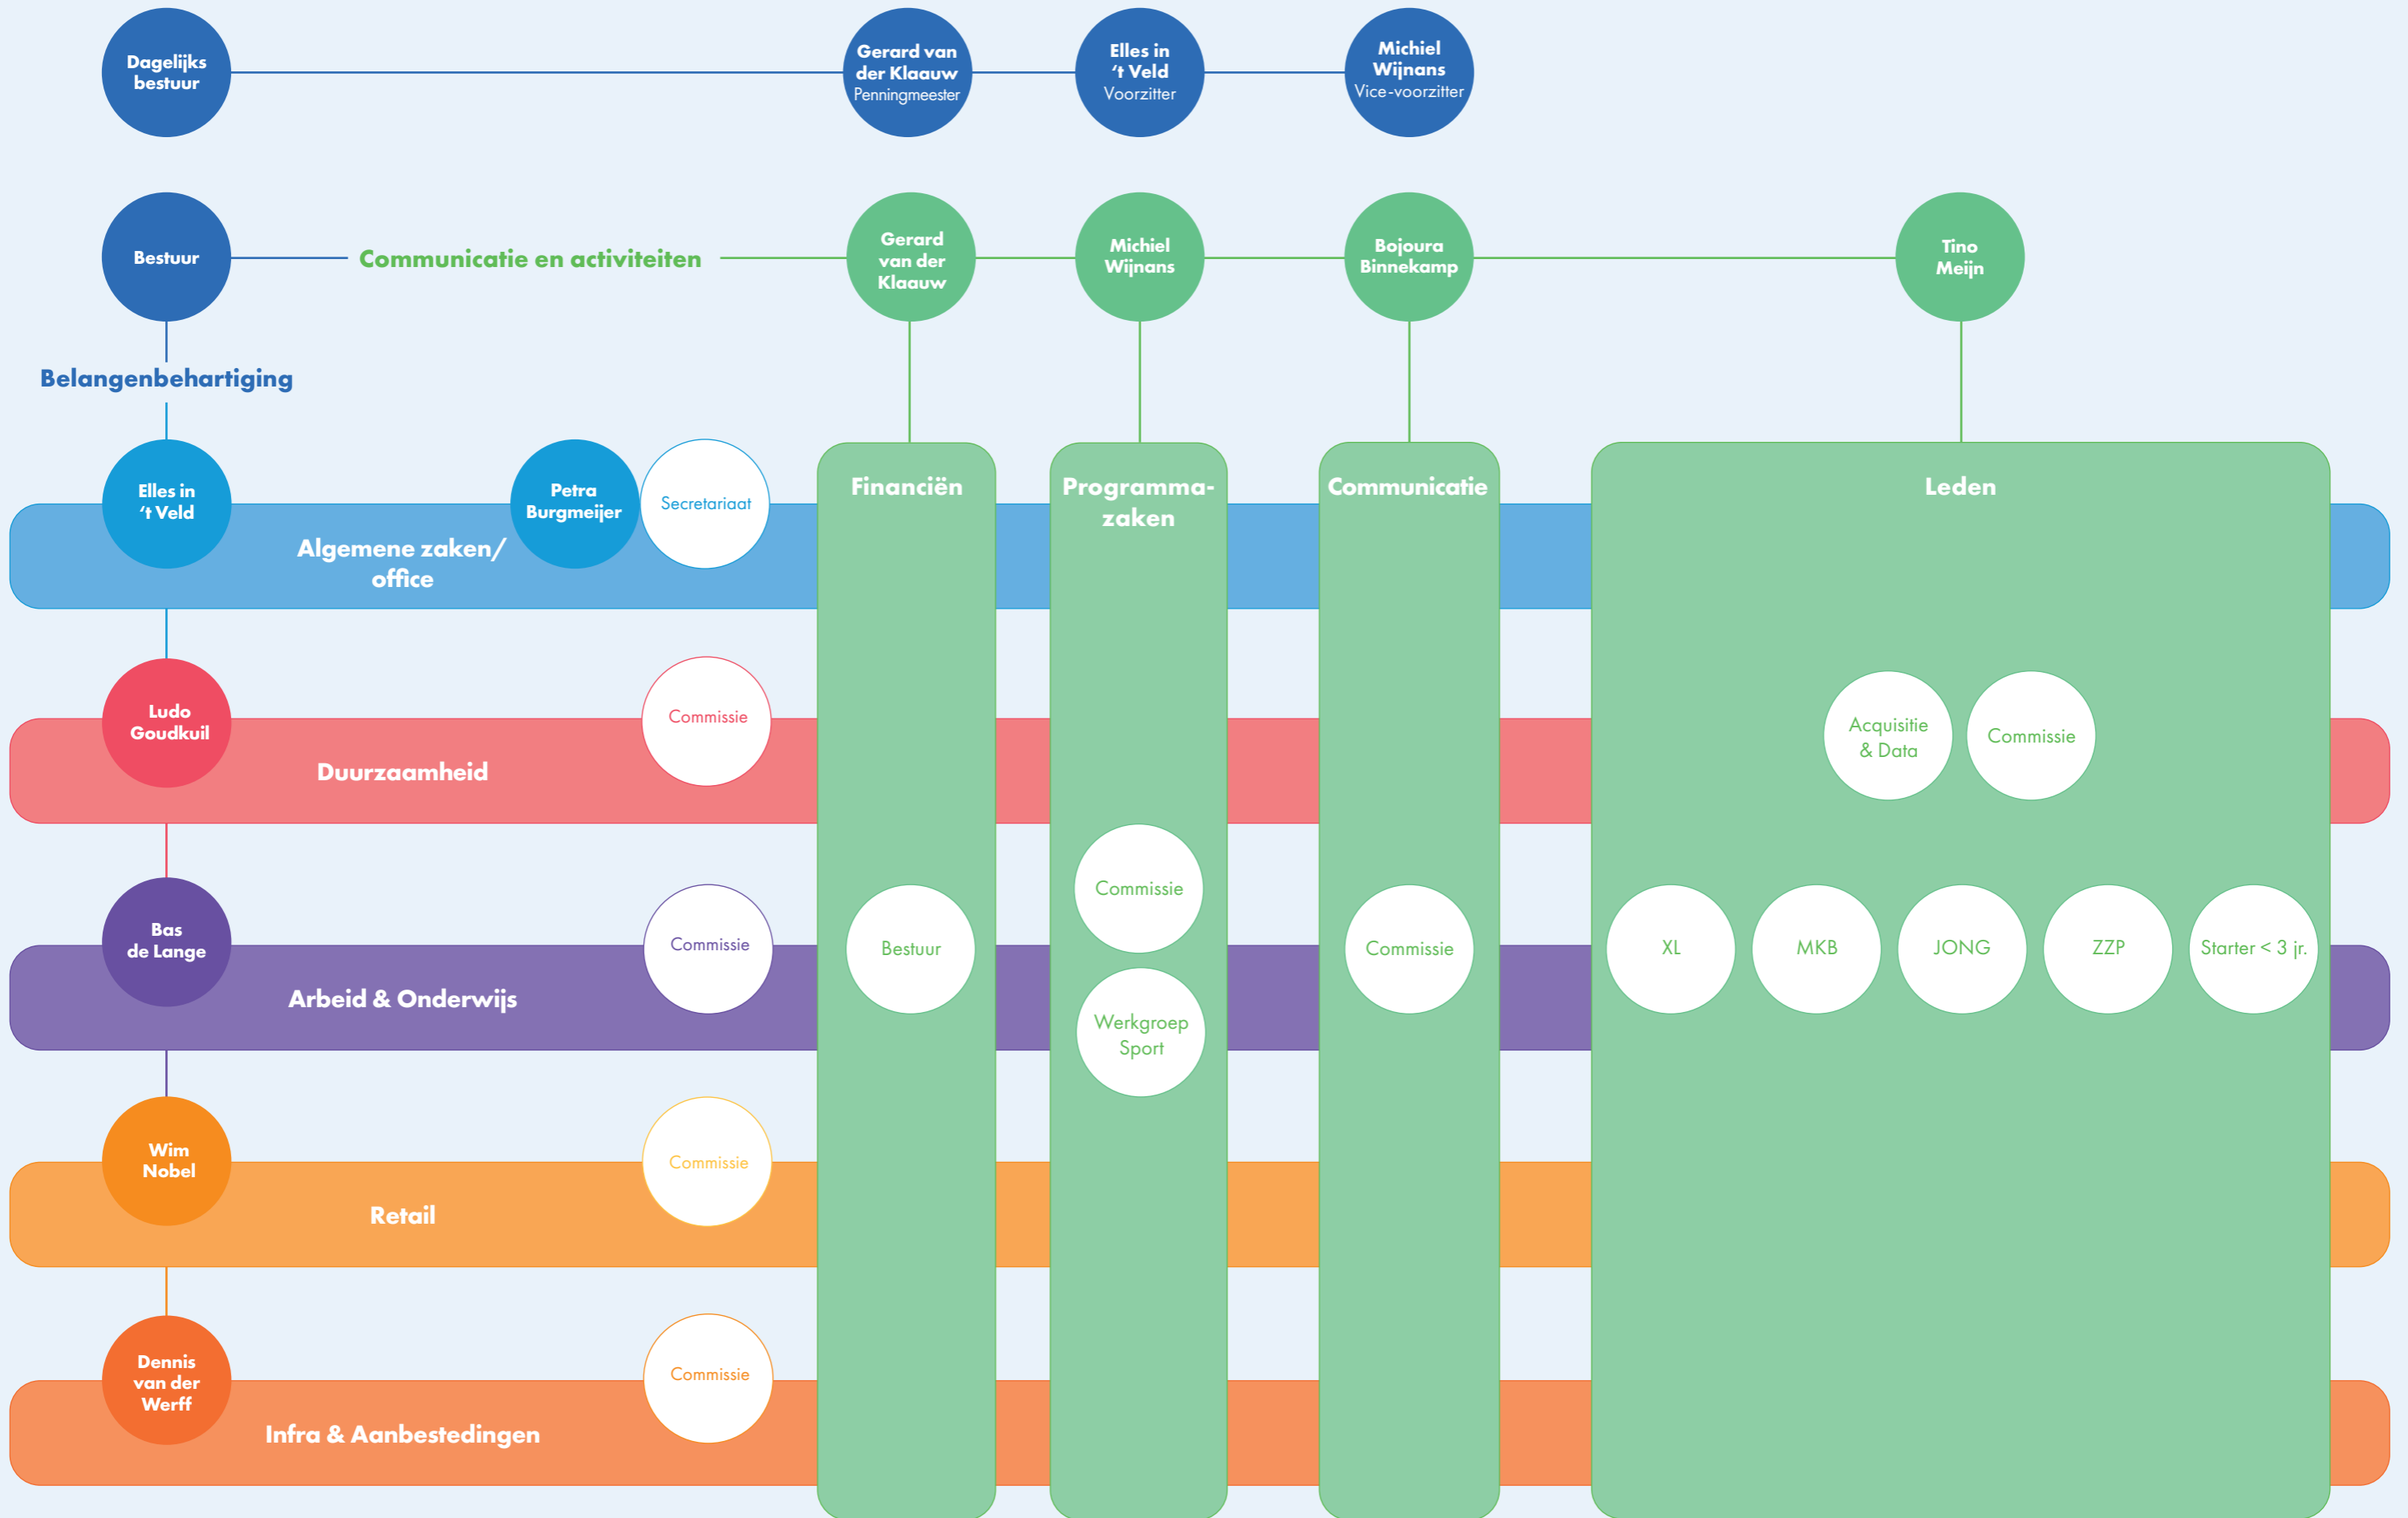 Dagelijks
bestuur
Gerard van
der Klaauw
Penningmeester
Elles in
‘t Veld
Voorzitter
Michiel
Wijnans
Vice-voorzitter
Bestuur
Communicatie en activiteiten
Gerard
van der
Klaauw
Michiel
Wijnans
Bojoura
Binnekamp
Tino
Meijn
Belangenbehartiging
Elles in
‘t Veld
Algemene zaken/
office
Petra
Burgmeijer
Secretariaat
Financiën
Programma-
zaken
Communicatie
Leden
Ludo
Goudkuil
Duurzaamheid
Commissie
Acquisitie
& Data
Commissie
Bas
de Lange
Arbeid & Onderwijs
Commissie
Bestuur
Commissie
Werkgroep
Sport
Commissie
XL
MKB
JONG
ZZP
Starter < 3 jr.
Wim
Nobel
Retail
Commissie
Dennis
van der
Werff
Infra & Aanbestedingen
Commissie